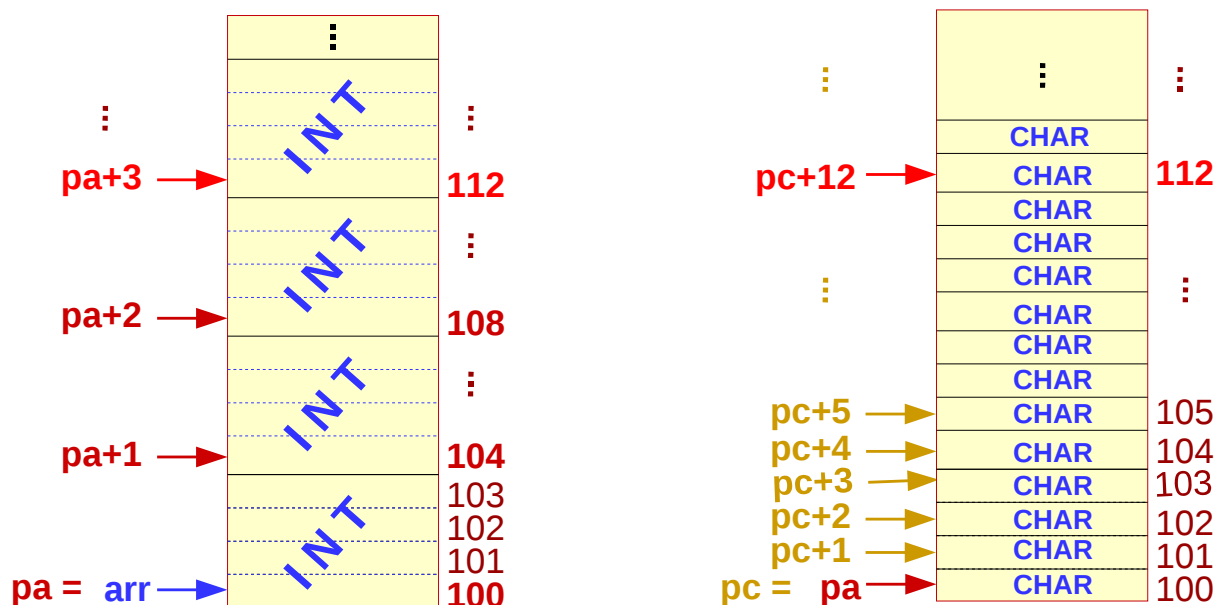 ⋮
⋮ INT ⋮
pa+3 112
INT ⋮
pa+2 108
INT ⋮
pa+1 104
103
INT 102
101
pa = arr 100
⋮ ⋮ ⋮
CHAR
pc+12 CHAR 112
CHAR
CHAR
⋮ CHAR ⋮
CHAR
CHAR
CHAR
pc+5 CHAR 105
pc+4 CHAR 104
pc+3 CHAR 103
pc+2 CHAR 102
pc+1 CHAR 101
pc = pa CHAR 100